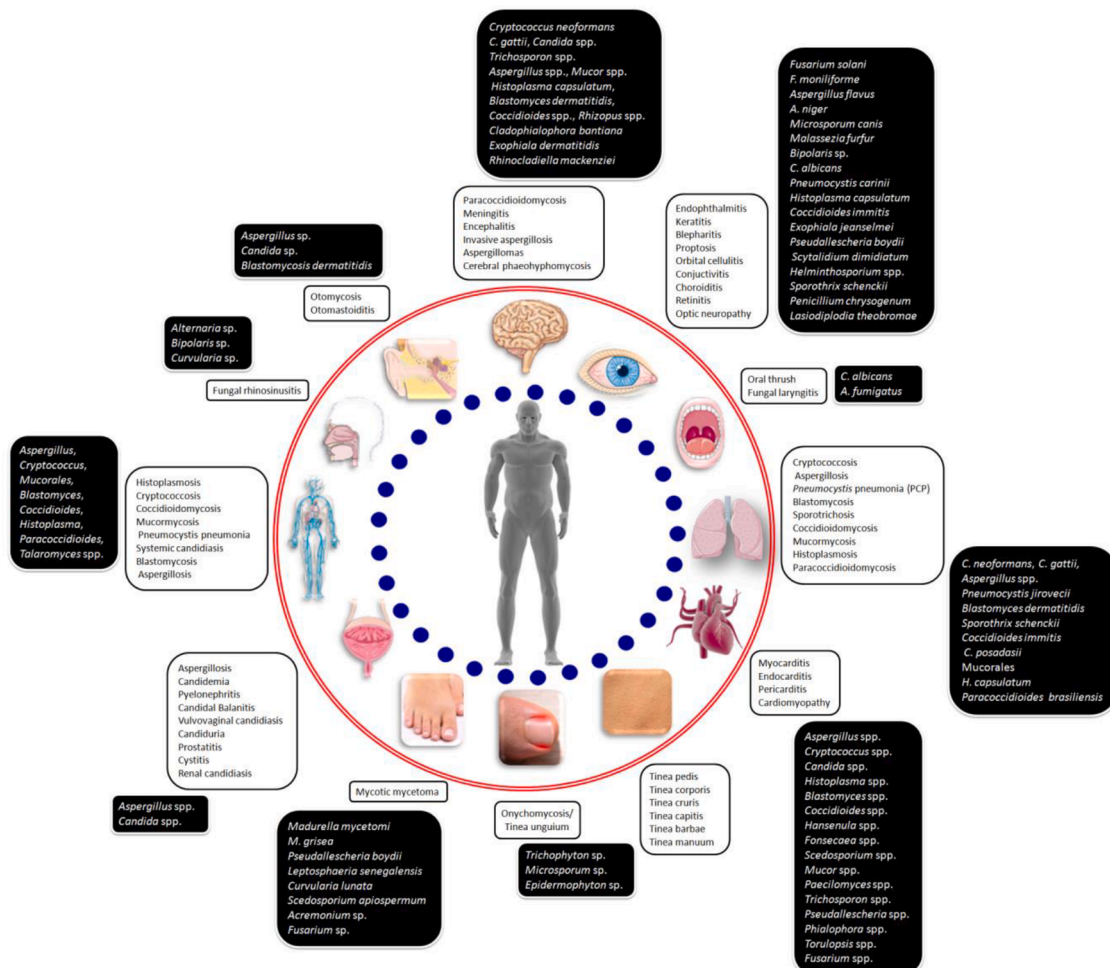 Cryptococcus neoformans
C. gattii, Candida spp.
Trichosporon spp.
Aspergillus spp., Mucor spp.
Histoplasma capsulatum,
Blastomyces dermatitidis,
Coccidioides spp., Rhizopus spp.
Cladophialophora bantiana
Exophiala dermatitidis
Rhinocladiella mackenziei
Paracoccidioidomycosis
Meningitis
Encephalitis
Invasive aspergillosis
Aspergillomas
Cerebral phaeohyphomycosis
Fusarium solani
F. moniliforme
Aspergillus flavus
A. niger
Microsporum canis
Malassezia furfur
Bipolaris sp.
C. albicans
Pneumocystis carinii
Histoplasma capsulatum
Coccidioides immitis
Exophiala jeanselmei
Pseudallescheria boydii
Scytalidium dimidiatum
Helminthosporium spp.
Sporothrix schenckii
Penicillium chrysogenum
Lasiodiplodia theobromae
Endophthalmitis
Keratitis
Blepharitis
Proptosis
Orbital cellulitis
Conjuctivitis
Choroiditis
Retinitis
Optic neuropathy
Aspergillus sp.
Candida sp.
Blastomycosis dermatitidis
Otomycosis
Otomastoiditis
Alternaria sp.
Bipolaris sp.
Curvularia sp.
Fungal rhinosinusitis
Oral thrush
Fungal laryngitis
C. albicans
A. fumigatus
Aspergillus,
Cryptococcus,
Mucorales,
Blastomyces,
Coccidioides,
Histoplasma,
Paracoccidioides,
Talaromyces spp.
Histoplasmosis
Cryptococcosis
Coccidioidomycosis
Mucormycosis
Pneumocystis pneumonia
Systemic candidiasis
Blastomycosis
Aspergillosis
Cryptococcosis
Aspergillosis
Pneumocystis pneumonia (PCP)
Blastomycosis
Sporotrichosis
Coccidioidomycosis
Mucormycosis
Histoplasmosis
Paracoccidioidomycosis
C. neoformans, C. gattii,
Aspergillus spp.
Pneumocystis jirovecii
Blastomyces dermatitidis
Sporothrix schenckii
Coccidioides immitis
C. posadasii
Mucorales
H. capsulatum
Paracoccidioides brasiliensis
Myocarditis
Endocarditis
Pericarditis
Cardiomyopathy
Aspergillus spp.
Cryptococcus spp.
Candida spp.
Histoplasma spp.
Blastomyces spp.
Coccidioides spp.
Hansenula spp.
Fonsecaea spp.
Scedosporium spp.
Mucor spp.
Paecilomyces spp.
Trichosporon spp.
Pseudallescheria spp.
Phialophora spp.
Torulopsis spp.
Fusarium spp.
Aspergillosis
Candidemia
Pyelonephritis
Candidal Balanitis
Vulvovaginal candidiasis
Candiduria
Prostatitis
Cystitis
Renal candidiasis
Aspergillus spp.
Candida spp.
Mycotic mycetoma
Madurella mycetomi
M. grisea
Pseudallescheria boydii
Leptosphaeria senegalensis
Curvularia lunata
Scedosporium apiospermum
Acremonium sp.
Fusarium sp.
Onychomycosis/
Tinea unguium
Trichophyton sp.
Microsporum sp.
Epidermophyton sp.
Tinea pedis
Tinea corporis
Tinea cruris
Tinea capitis
Tinea barbae
Tinea manuum